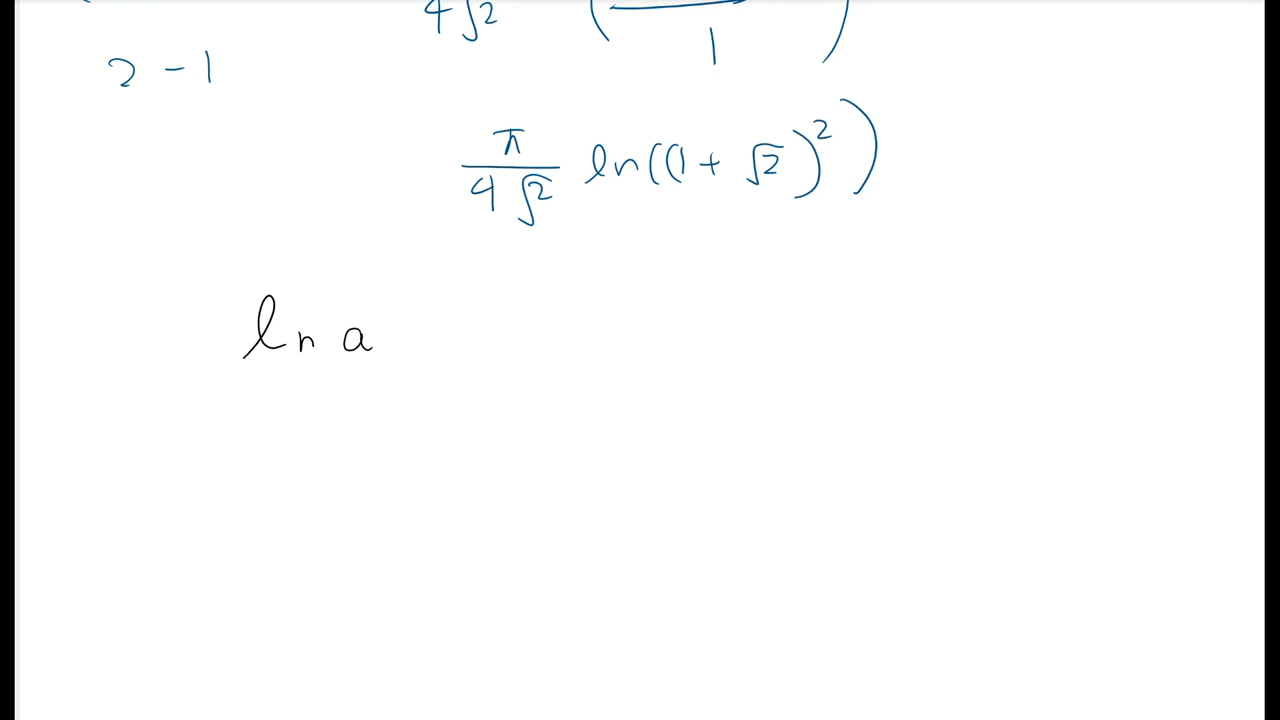 4√2 ( 1 )
2 - 1
π/4√2 ln((1 + √2)²)
ln a